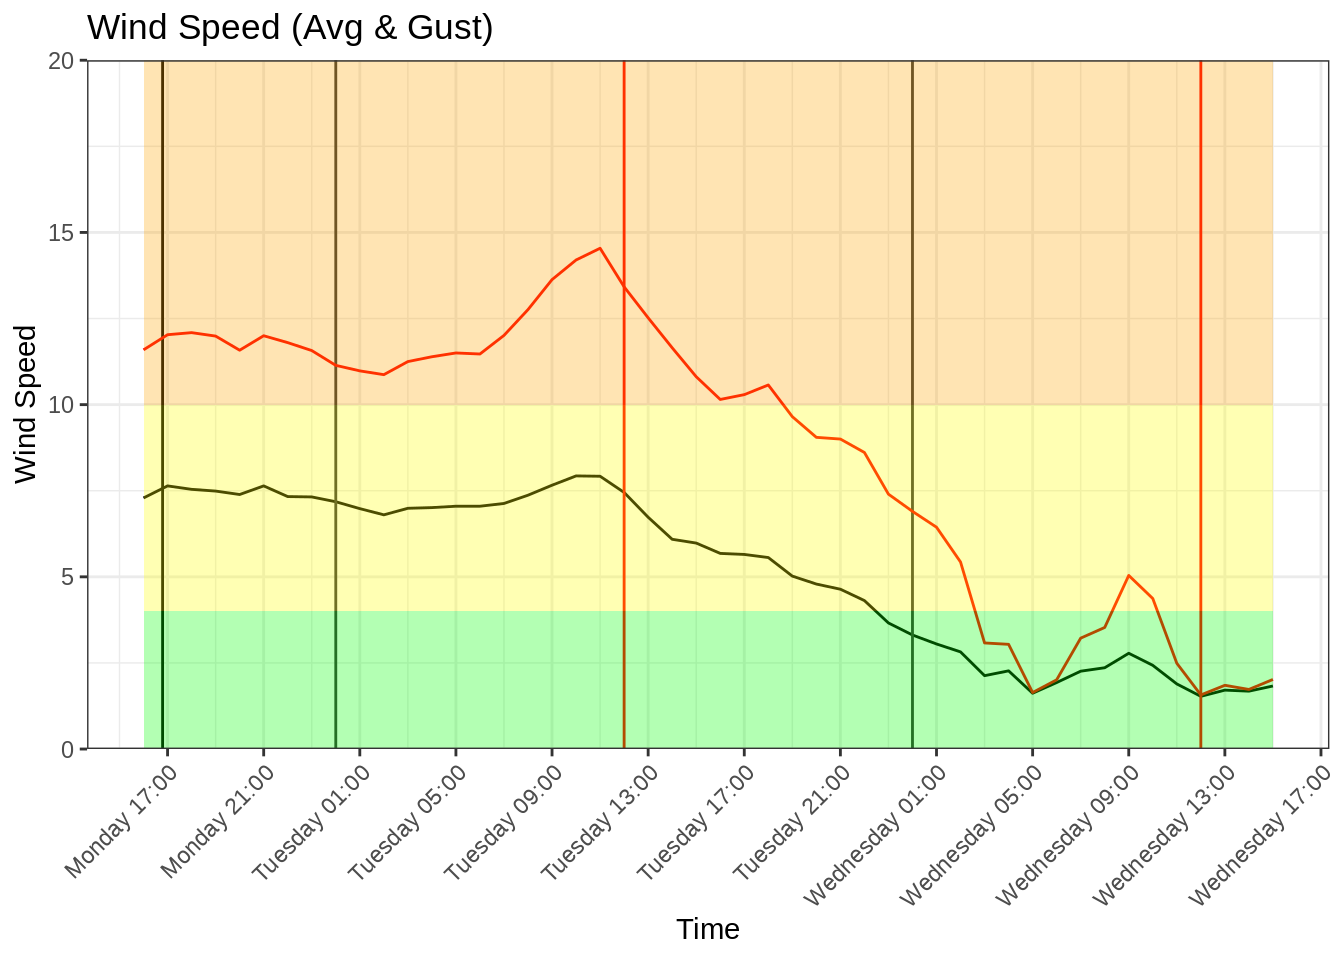 Wind Speed (Avg & Gust)
20
15
10
5
0
Wind Speed
Monday 17:00
Monday 21:00
Tuesday 01:00
Tuesday 05:00
Tuesday 09:00
Tuesday 13:00
Tuesday 17:00
Tuesday 21:00
Wednesday 01:00
Wednesday 05:00
Wednesday 09:00
Wednesday 13:00
Wednesday 17:00
Time